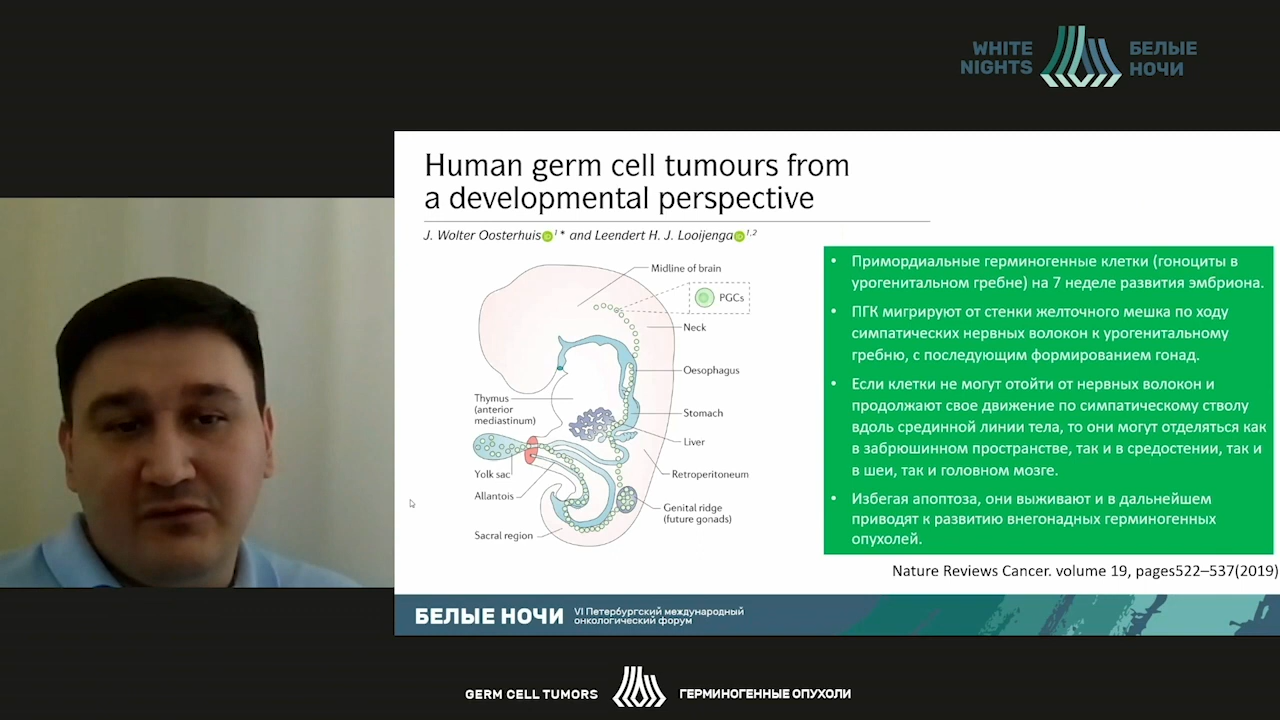 WHITE
NIGHTS
БЕЛЫЕ
НОЧИ
Human germ cell tumours from
a developmental perspective
J. Wolter Oosterhuis 1* and Leendert H. J. Looijenga 1,2
Midline of brain
PGCs
Neck
Oesophagus
Thymus
(anterior
mediastinum)
Stomach
Liver
Yolk sac
Retroperitoneum
Allantois
Genital ridge
(future gonads)
Sacral region
• Примордиальные герминогенные клетки (гоноциты в
урогенитальном гребне) на 7 неделе развития эмбриона.
• ПГК мигрируют от стенки желточного мешка по ходу
симпатических нервных волокон к урогенитальному
гребню, с последующим формированием гонад.
• Если клетки не могут отойти от нервных волокон и
продолжают свое движение по симпатическому стволу
вдоль срединной линии тела, то они могут отделяться как
в забрюшинном пространстве, так и в средостении, так и
в шеи, так и головном мозге.
• Избегая апоптоза, они выживают и в дальнейшем
приводят к развитию внегонадных герминогенных
опухолей.
Nature Reviews Cancer. volume 19, pages522–537(2019)
БЕЛЫЕ НОЧИ
VI Петербургский международный
онкологический форум
GERM CELL TUMORS
ГЕРМИНОГЕННЫЕ ОПУХОЛИ